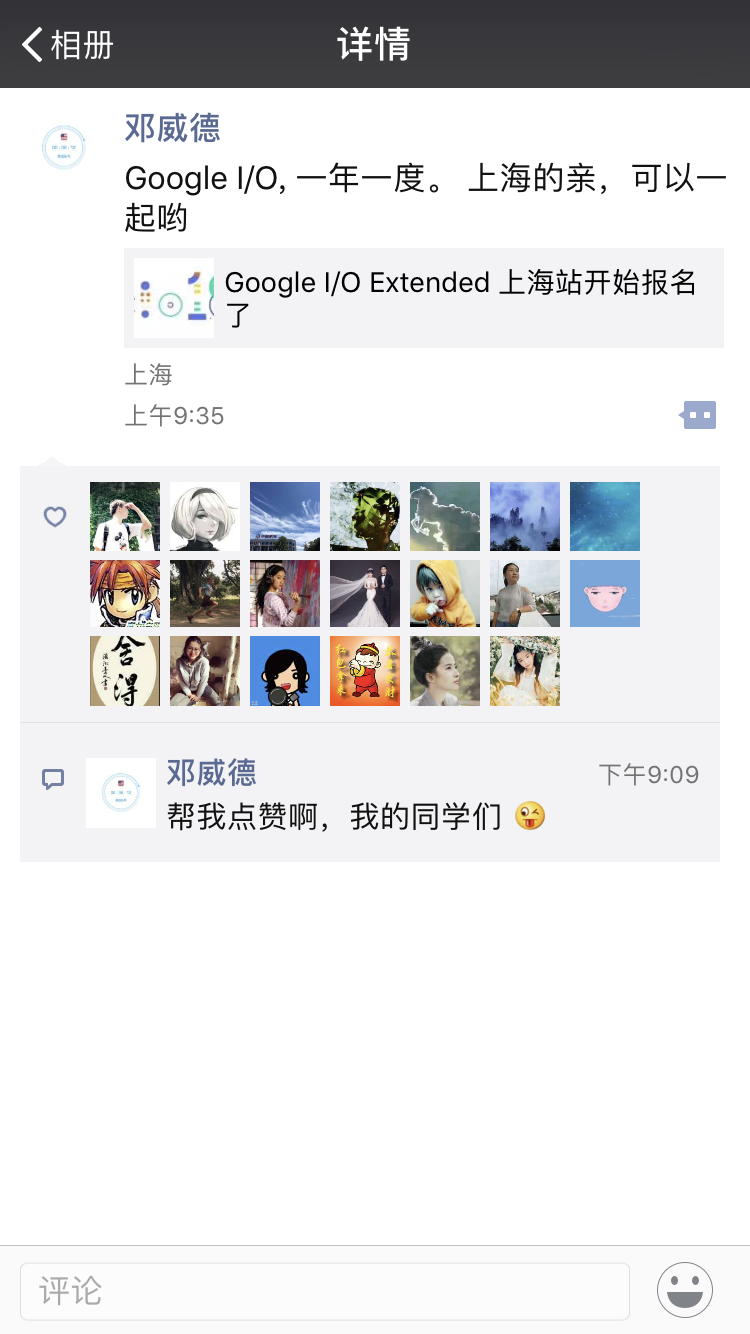 相册
详情
邓威德
Google I/O, 一年一度。 上海的亲，可以一
起哟
Google I/O Extended 上海站开始报名
了
上海
上午9:35
舍得
邓威德
下午9:09
帮我点赞啊，我的同学们 😜
评论